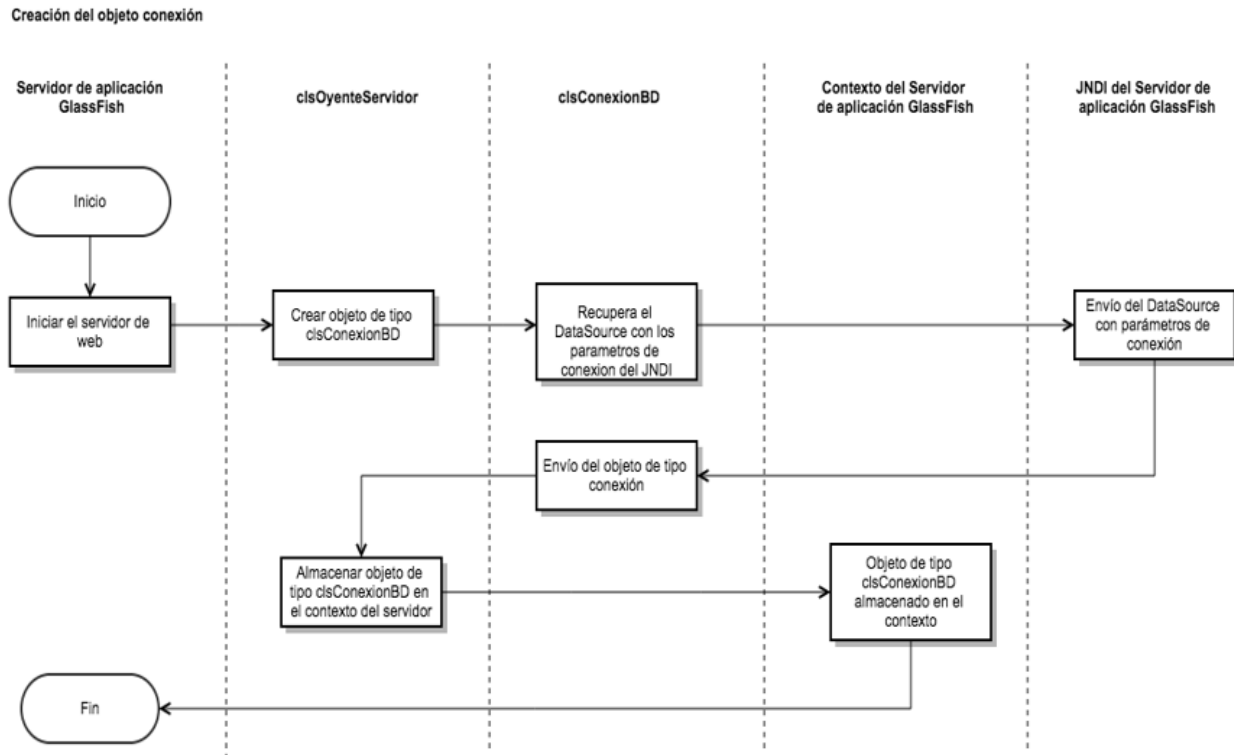 Creación del objeto conexión
Servidor de aplicación
GlassFish
clsOyenteServidor
clsConexionBD
Contexto del Servidor
de aplicación GlassFish
JNDI del Servidor de
aplicación GlassFish
Inicio
Iniciar el servidor de
web
Crear objeto de tipo
clsConexionBD
Recupera el
DataSource con los
parametros de
conexion del JNDI
Envío del DataSource
con parámetros de
conexión
Envío del objeto de tipo
conexión
Almacenar objeto de
tipo clsConexionBD en
el contexto del servidor
Objeto de tipo
clsConexionBD
almacenado en el
contexto
Fin